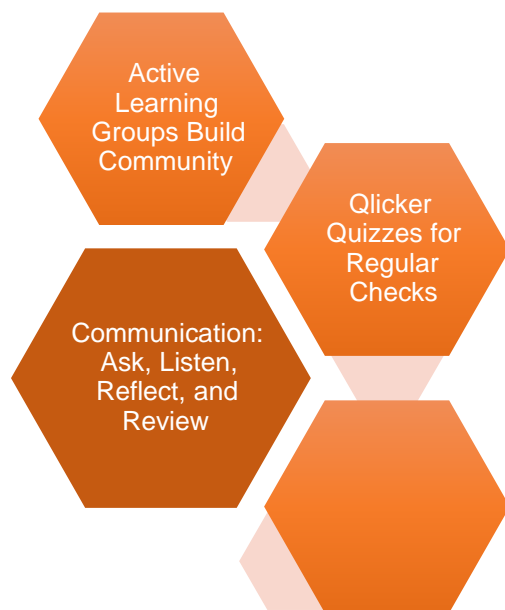 Active
Learning
Groups Build
Community
Qlicker
Quizzes for
Regular
Checks
Communication:
Ask, Listen,
Reflect, and
Review